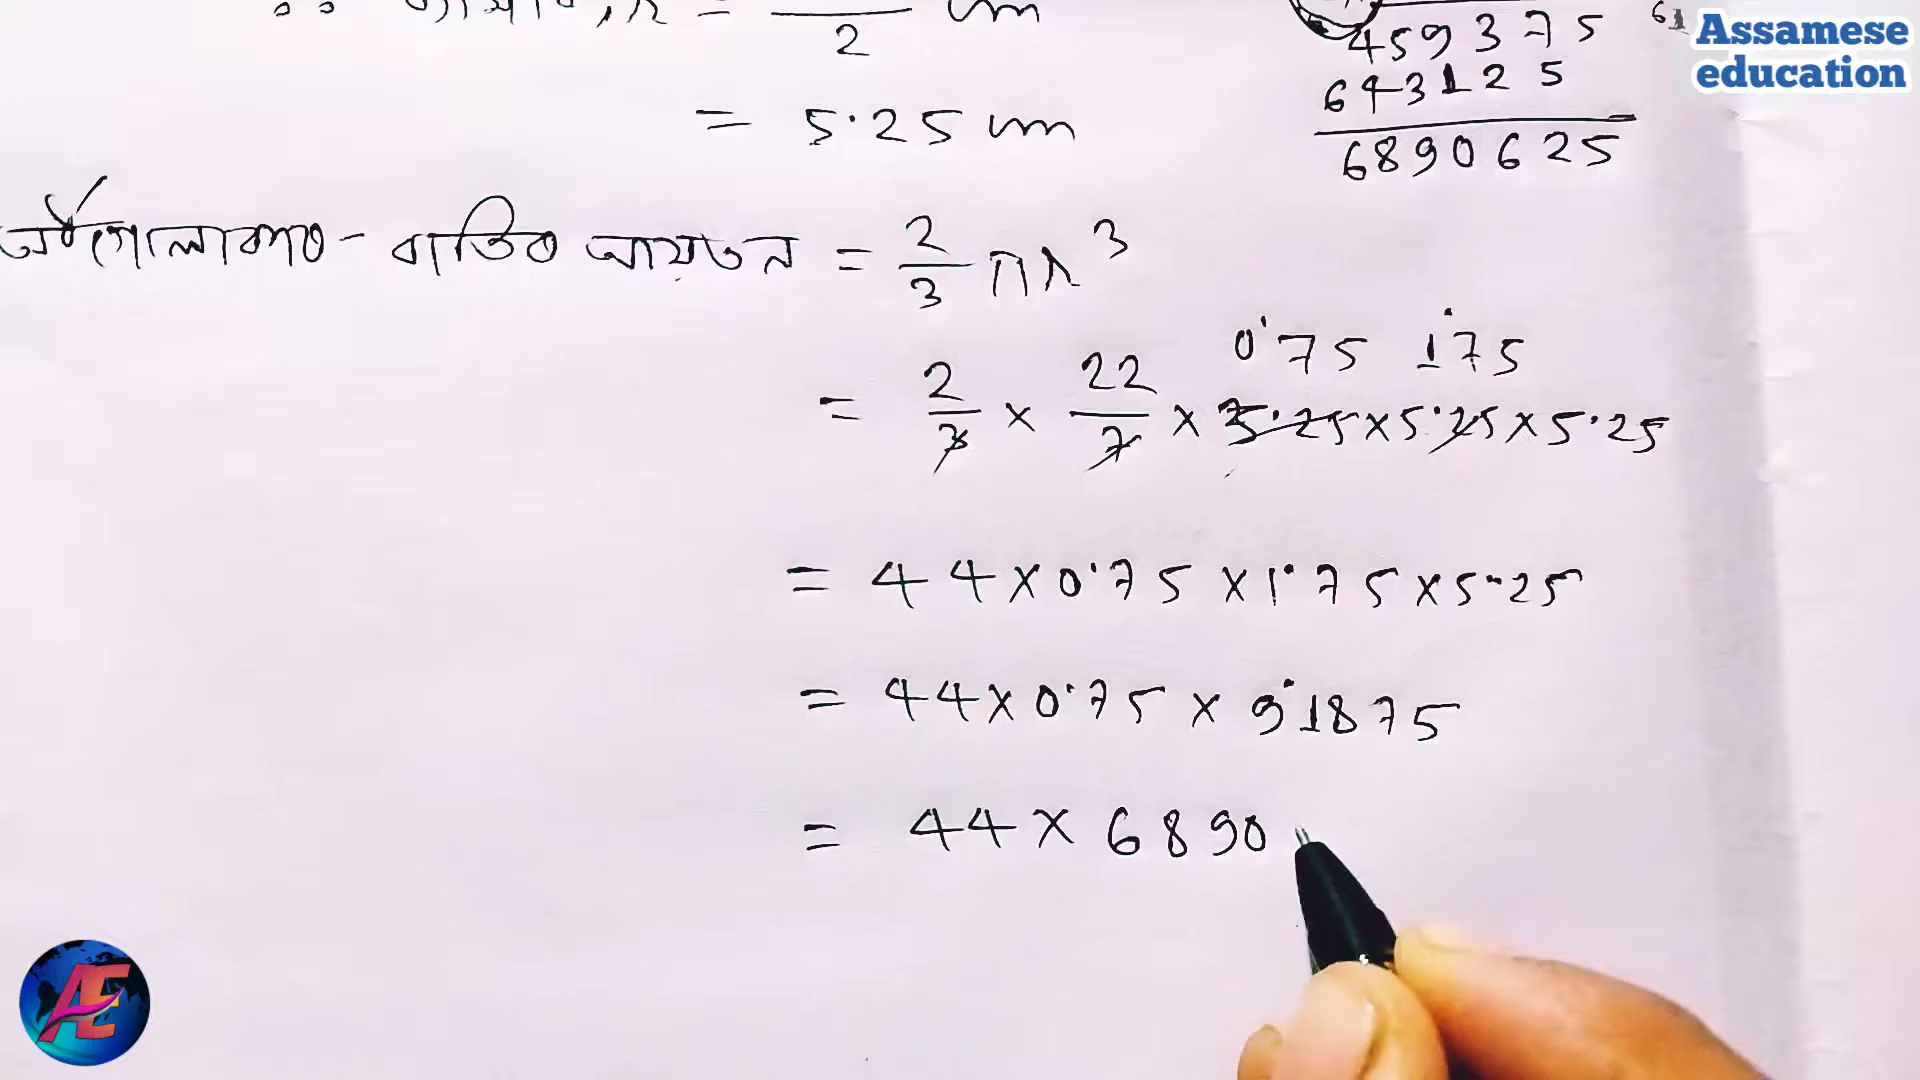 2
= 5.25 cm
অৰ্ধগোলাকাৰ - বাতিৰ আয়তন = 2/3 πr³
0.75 1.75
= 2/3 × 22/7 × 5.25 × 5.25 × 5.25
= 44 × 0.75 × 1.75 × 5.25
= 44 × 0.75 × 9.1875
= 44 × 6890
459375
643125
6890625
Assamese
education
AE